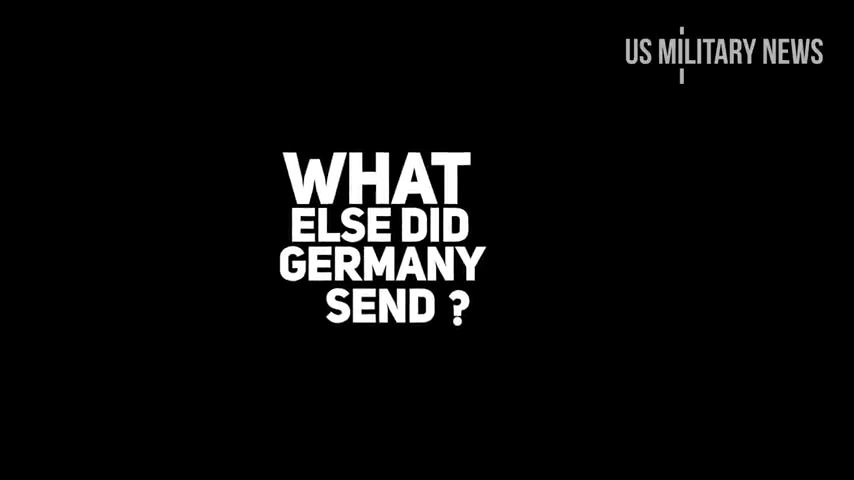 US MILITARY NEWS
WHAT
ELSE DID
GERMANY
SEND ?